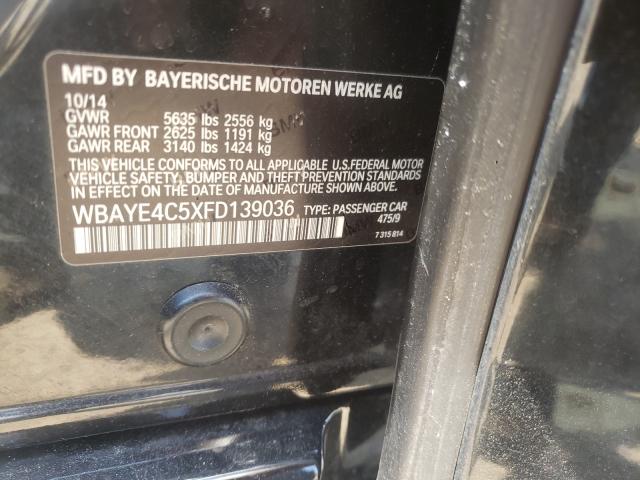 MFD BY BAYERISCHE MOTOREN WERKE AG
10/14
GVWR 5635 lbs 2556 kg
GAWR FRONT 2625 lbs 1191 kg
GAWR REAR 3140 lbs 1424 kg
THIS VEHICLE CONFORMS TO ALL APPLICABLE U.S.FEDERAL MOTOR
VEHICLE SAFETY, BUMPER AND THEFT PREVENTION STANDARDS
IN EFFECT ON THE DATE OF MANUFACTURE SHOWN ABOVE.
WBAYE4C5XFD139036 TYPE: PASSENGER CAR
475/9
7 315 814